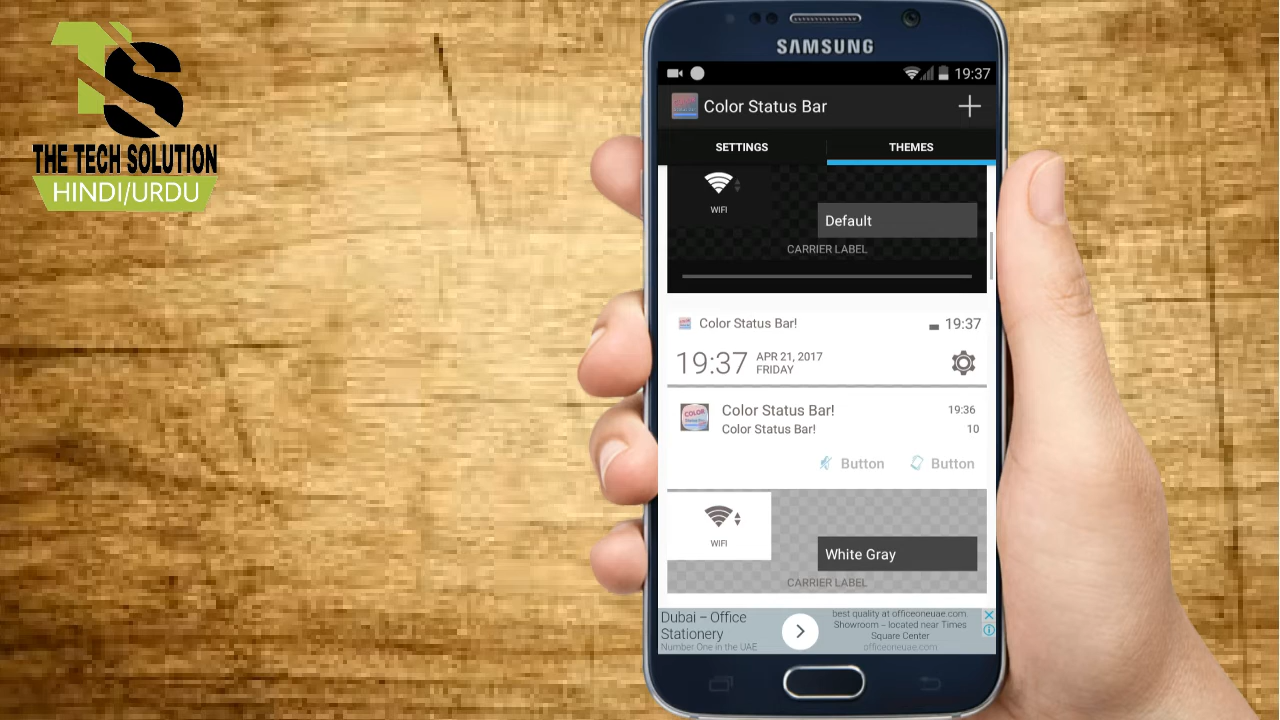 THE TECH SOLUTION
HINDI/URDU
SAMSUNG
19:37
Color Status Bar
SETTINGS
THEMES
WIFI
Default
CARRIER LABEL
Color Status Bar!
19:37
19:37
APR 21, 2017
FRIDAY
Color Status Bar!
19:36
Color Status Bar!
10
Button
Button
WIFI
White Gray
CARRIER LABEL
Dubai – Office
Stationery
Number One in the UAE
best quality at officeoneuae.com.
Showroom – located near Times
Square Center
officeoneuae.com